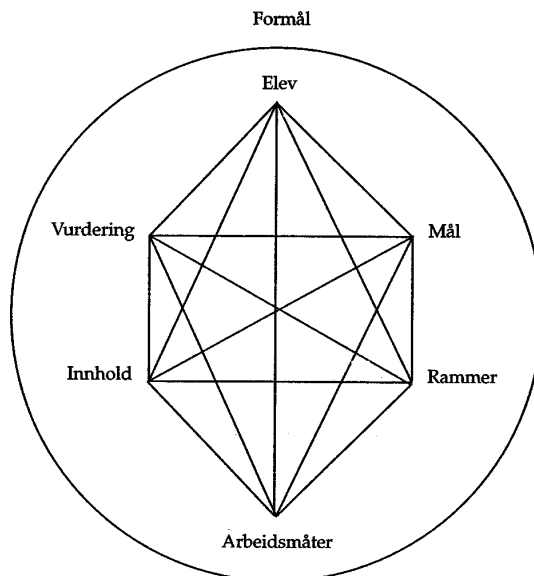 Formål
Elev
Vurdering
Mål
Innhold
Rammer
Arbeidsmåter